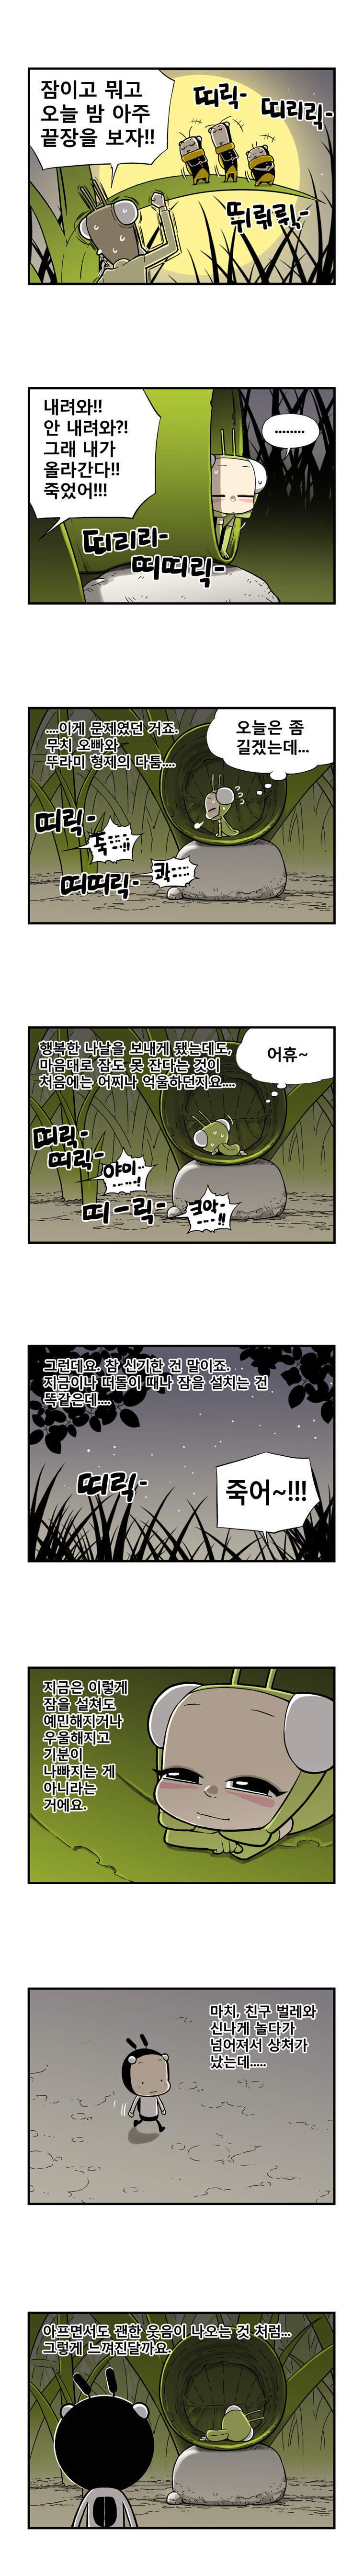 잠이고 뭐고
오늘 밤 아주
끝장을 보자!!
띠릭-
띠리릭-
뛰뤄뤽-
내려와!!
안 내려와?!
그래 내가
올라간다!!
죽었어!!!
........
띠리리-
띠띠릭-
....이게 문제였던 거죠.
무치 오빠와
뚜라미 형제의 다툼....
오늘은 좀
길겠는데...
띠릭-
띠띠릭-
행복한 나날을 보내게 됐는데도,
마음대로 잠도 못 잔다는 것이
처음에는 어찌나 억울하던지요....
어휴~
띠릭-
띠릭-
야이..
.....!
띠-릭-
크악-
---!!
그런데요. 참 신기한 건 말이죠.
지금이나 떠돌이 때나 잠을 설치는 건
똑같은데....
띠릭-
죽어~!!!
지금은 이렇게
잠을 설쳐도
예민해지거나
우울해지고
기분이
나빠지는 게
아니라는
거에요.
마치, 친구 벌레와
신나게 놀다가
넘어져서 상처가
났는데.....
아프면서도 괜한 웃음이 나오는 것 처럼...
그렇게 느껴진달까요.